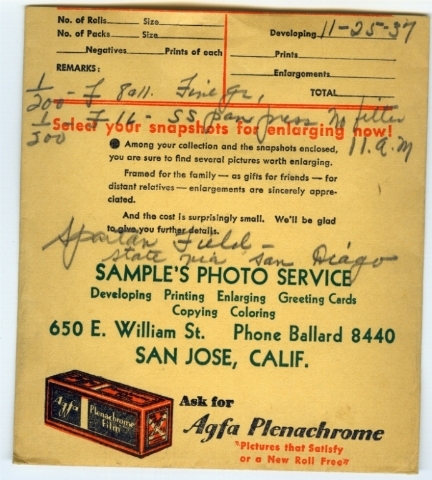 No. of Rolls Size
No. of Packs Size
Negatives Prints of each
REMARKS:
Developing 11-25-37
Prints
Enlargements
TOTAL
1/200 - F 8 all. Fine gr,
1/500 F 16 - SS pan press. No filter
11 A.M
Select your snapshots for enlarging now!
Among your collection and the snapshots enclosed,
you are sure to find several pictures worth enlarging.
Framed for the family — as gifts for friends — for
distant relatives — enlargements are sincerely appre-
ciated.
And the cost is surprisingly small. We'll be glad
to give you further details.
Spartan Field -
state vie San Diago
SAMPLE'S PHOTO SERVICE
Developing Printing Enlarging Greeting Cards
Copying Coloring
650 E. William St. Phone Ballard 8440
SAN JOSE, CALIF.
Agfa Plenachrome Film
Ask for
Agfa Plenachrome
"Pictures that Satisfy
or a New Roll Free"